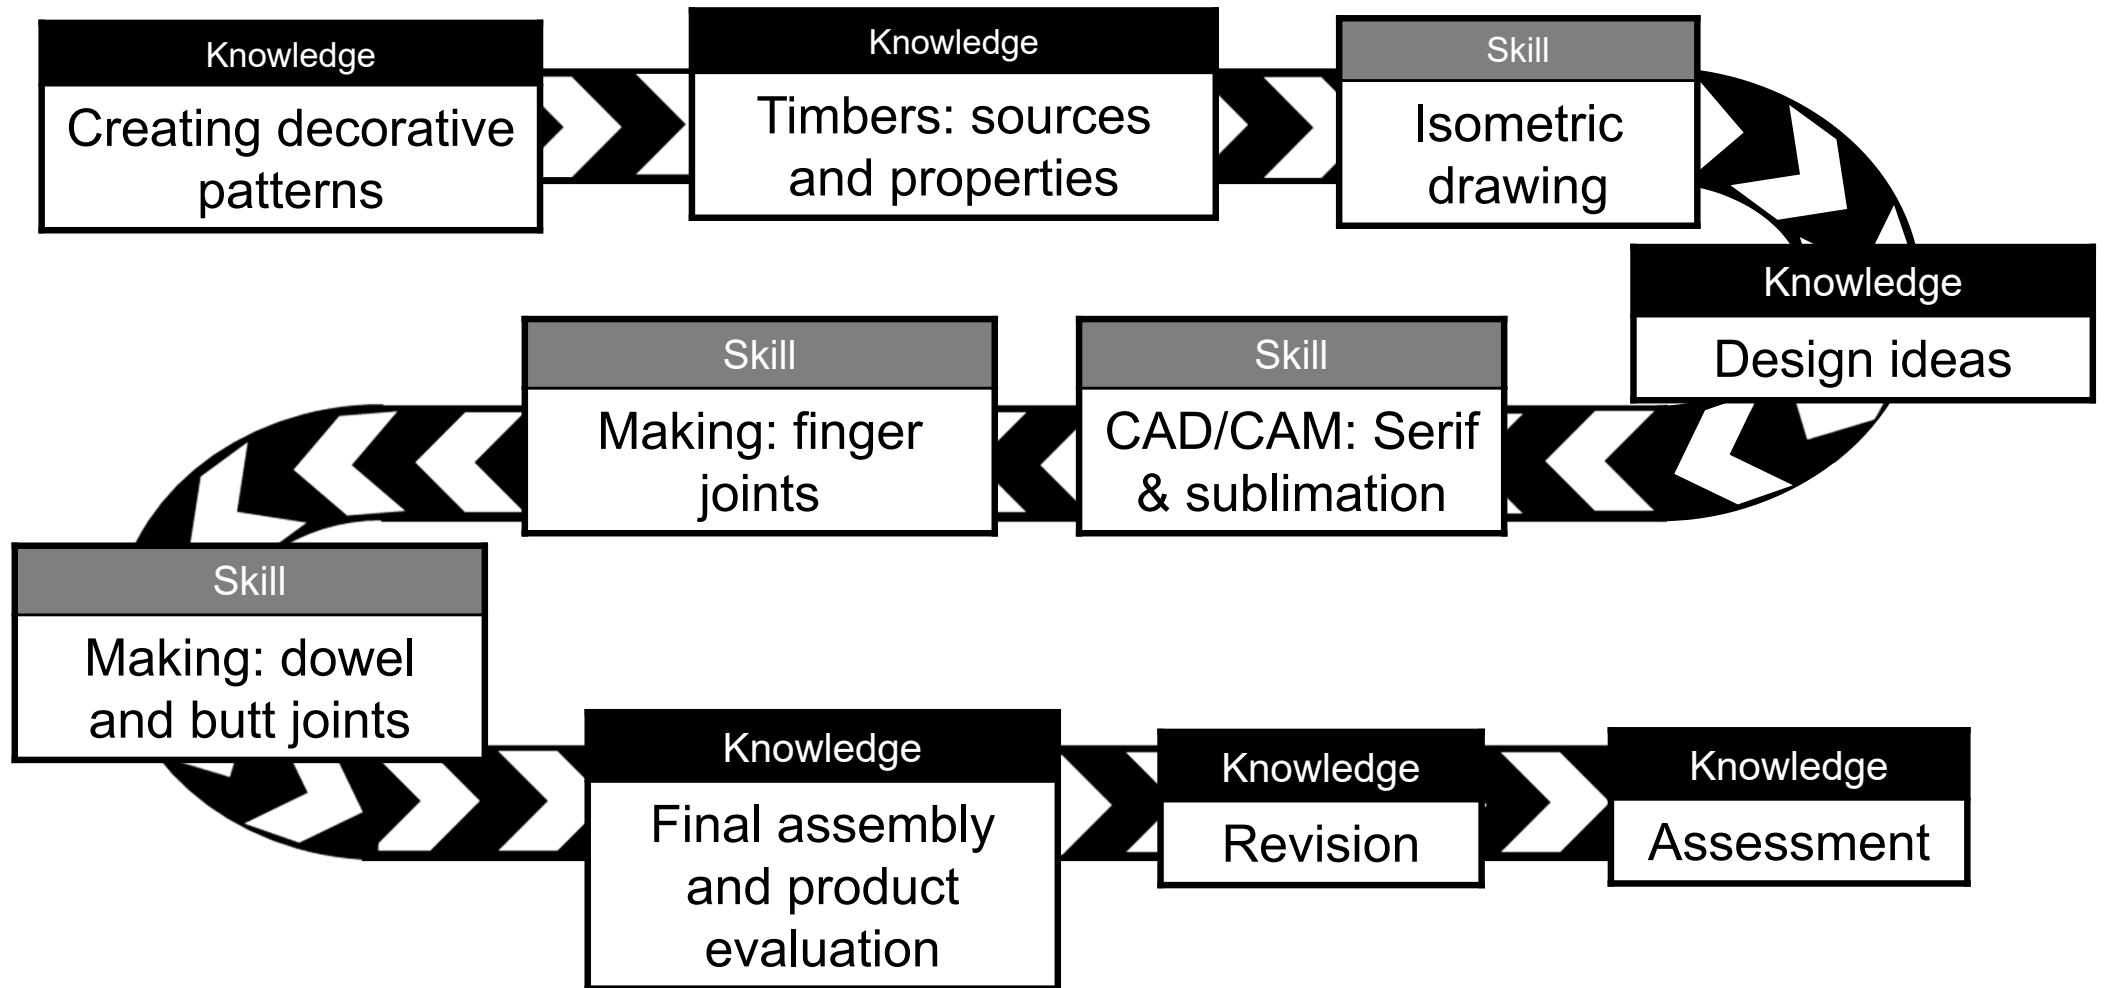 Knowledge
Creating decorative
patterns
Knowledge
Timbers: sources
and properties
Skill
Isometric
drawing
Knowledge
Design ideas
Skill
CAD/CAM: Serif
& sublimation
Skill
Making: finger
joints
Skill
Making: dowel
and butt joints
Knowledge
Final assembly
and product
evaluation
Knowledge
Revision
Knowledge
Assessment